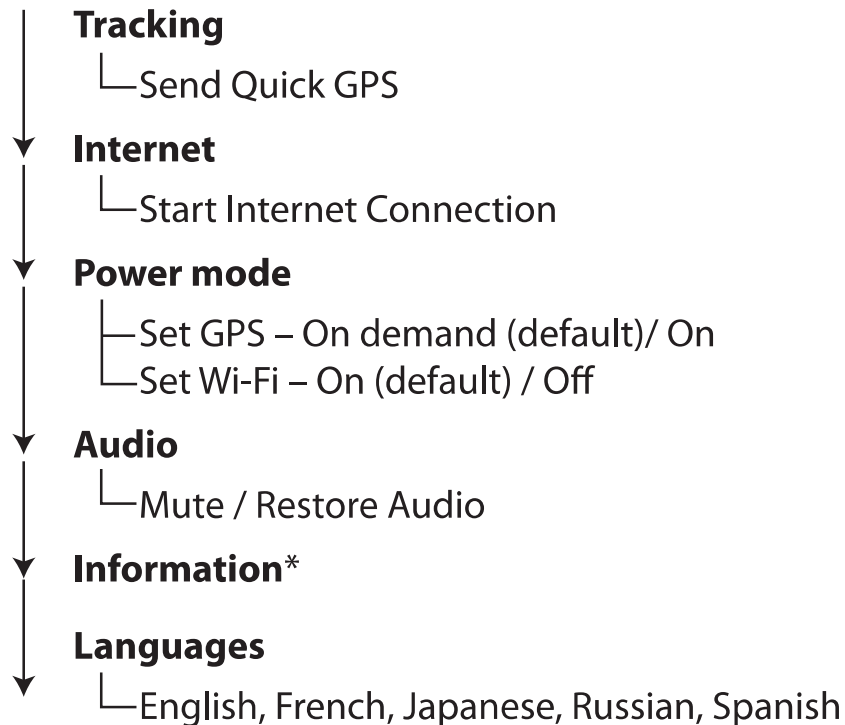 Tracking
Send Quick GPS
Internet
Start Internet Connection
Power mode
Set GPS – On demand (default)/ On
Set Wi-Fi – On (default) / Off
Audio
Mute / Restore Audio
Information*
Languages
English, French, Japanese, Russian, Spanish